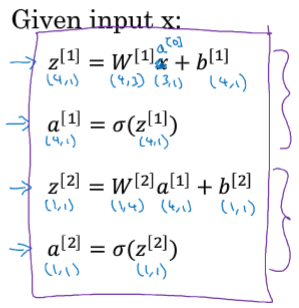 Given input x:
a^[0]
→ z^[1] = W^[1]x + b^[1]
(4,1) (4,3) (3,1) (4,1)
→ a^[1] = σ(z^[1])
(4,1) (4,1)
→ z^[2] = W^[2]a^[1] + b^[2]
(1,1) (1,4) (4,1) (1,1)
→ a^[2] = σ(z^[2])
(1,1) (1,1)